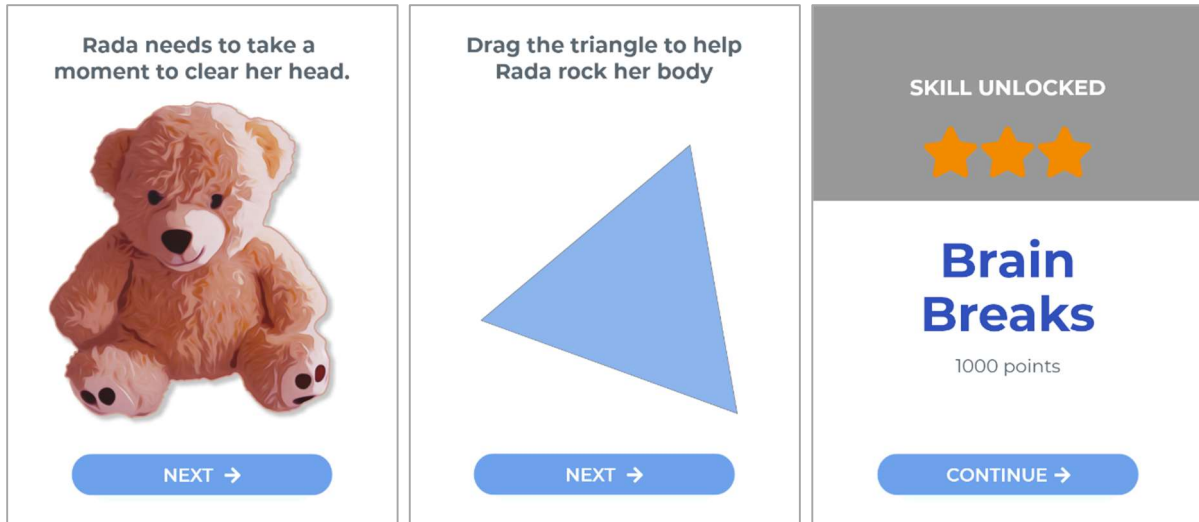 Rada needs to take a
moment to clear her head.
NEXT →
Drag the triangle to help
Rada rock her body
NEXT →
SKILL UNLOCKED
Brain
Breaks
1000 points
CONTINUE →